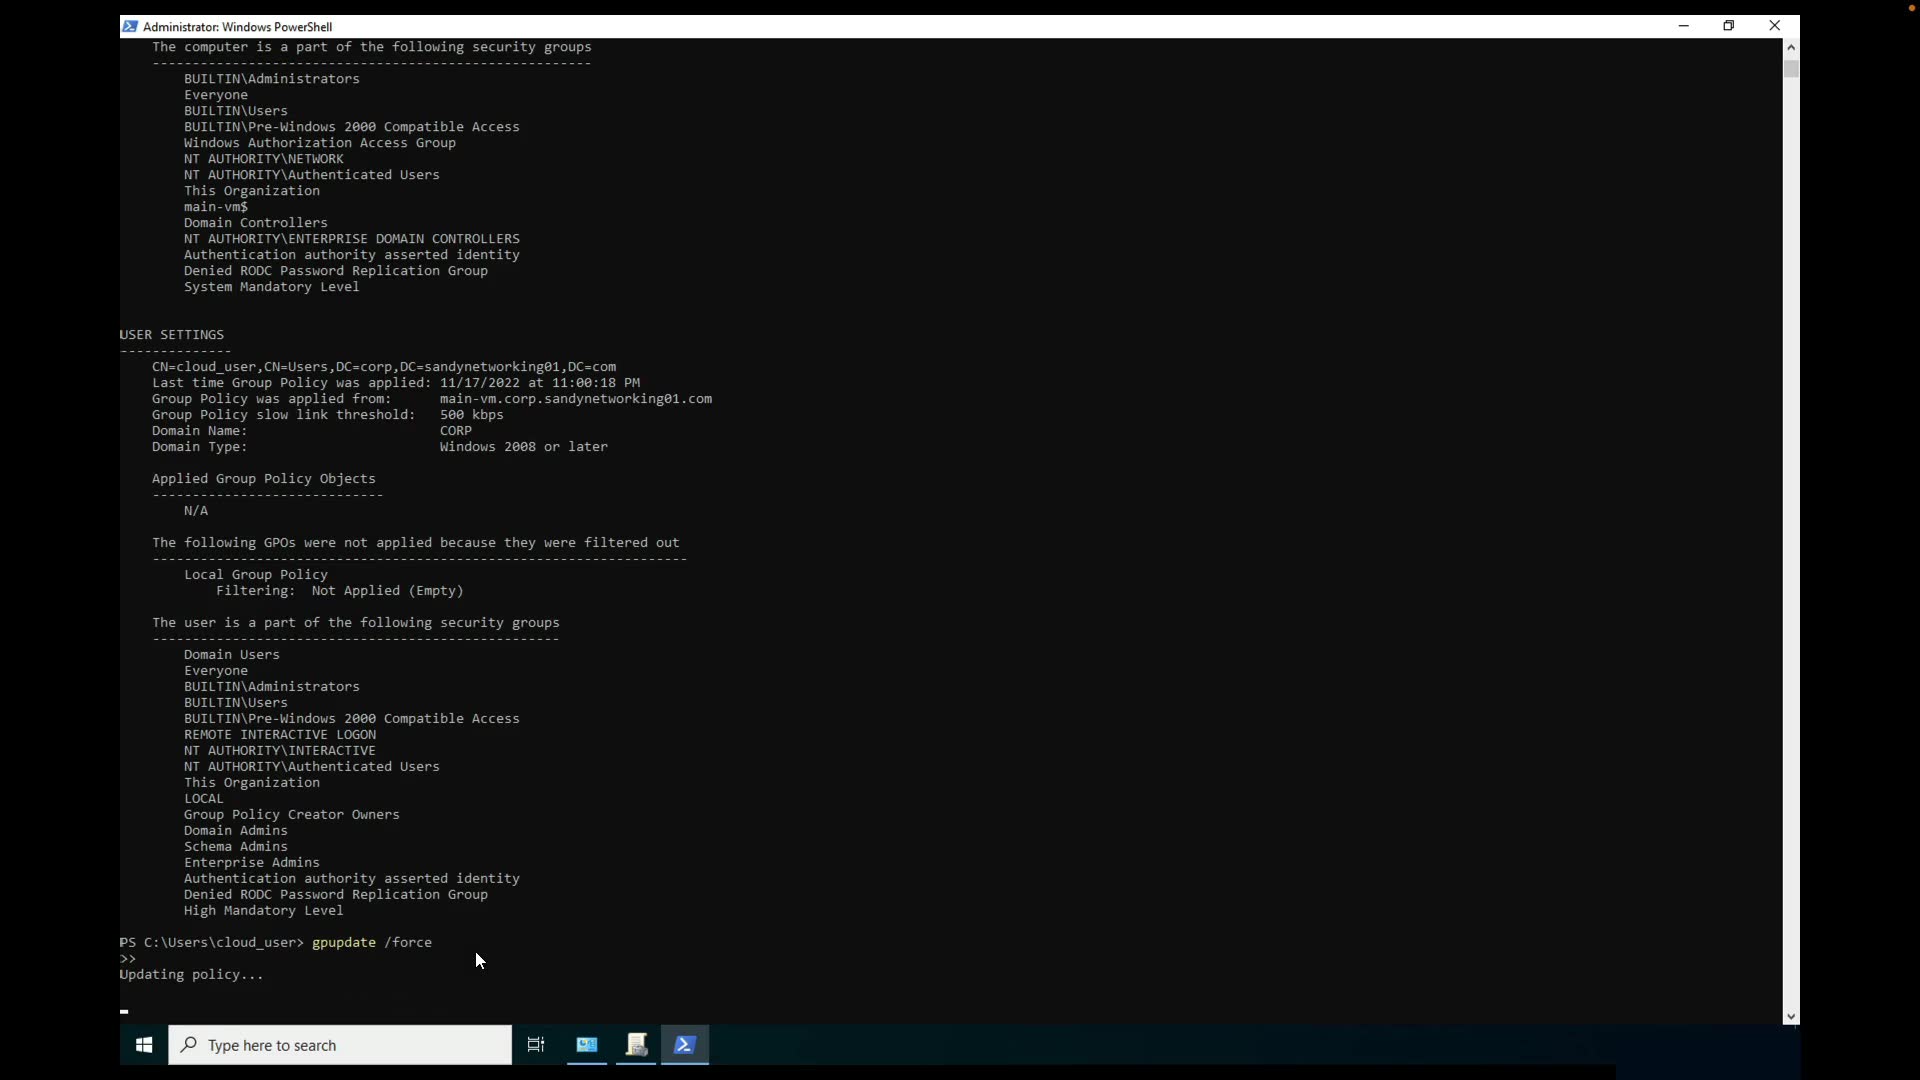 Administrator: Windows PowerShell
The computer is a part of the following security groups
-------------------------------------------------------
BUILTIN\Administrators
Everyone
BUILTIN\Users
BUILTIN\Pre-Windows 2000 Compatible Access
Windows Authorization Access Group
NT AUTHORITY\NETWORK
NT AUTHORITY\Authenticated Users
This Organization
main-vm$
Domain Controllers
NT AUTHORITY\ENTERPRISE DOMAIN CONTROLLERS
Authentication authority asserted identity
Denied RODC Password Replication Group
System Mandatory Level
USER SETTINGS
--------------
CN=cloud_user,CN=Users,DC=corp,DC=sandynetworking01,DC=com
Last time Group Policy was applied: 11/17/2022 at 11:00:18 PM
Group Policy was applied from:      main-vm.corp.sandynetworking01.com
Group Policy slow link threshold:   500 kbps
Domain Name:                        CORP
Domain Type:                        Windows 2008 or later
Applied Group Policy Objects
-----------------------------
N/A
The following GPOs were not applied because they were filtered out
-------------------------------------------------------------------
Local Group Policy
Filtering:  Not Applied (Empty)
The user is a part of the following security groups
---------------------------------------------------
Domain Users
Everyone
BUILTIN\Administrators
BUILTIN\Users
BUILTIN\Pre-Windows 2000 Compatible Access
REMOTE INTERACTIVE LOGON
NT AUTHORITY\INTERACTIVE
NT AUTHORITY\Authenticated Users
This Organization
LOCAL
Group Policy Creator Owners
Domain Admins
Schema Admins
Enterprise Admins
Authentication authority asserted identity
Denied RODC Password Replication Group
High Mandatory Level
PS C:\Users\cloud_user> gpupdate /force
>>
Updating policy...
Type here to search